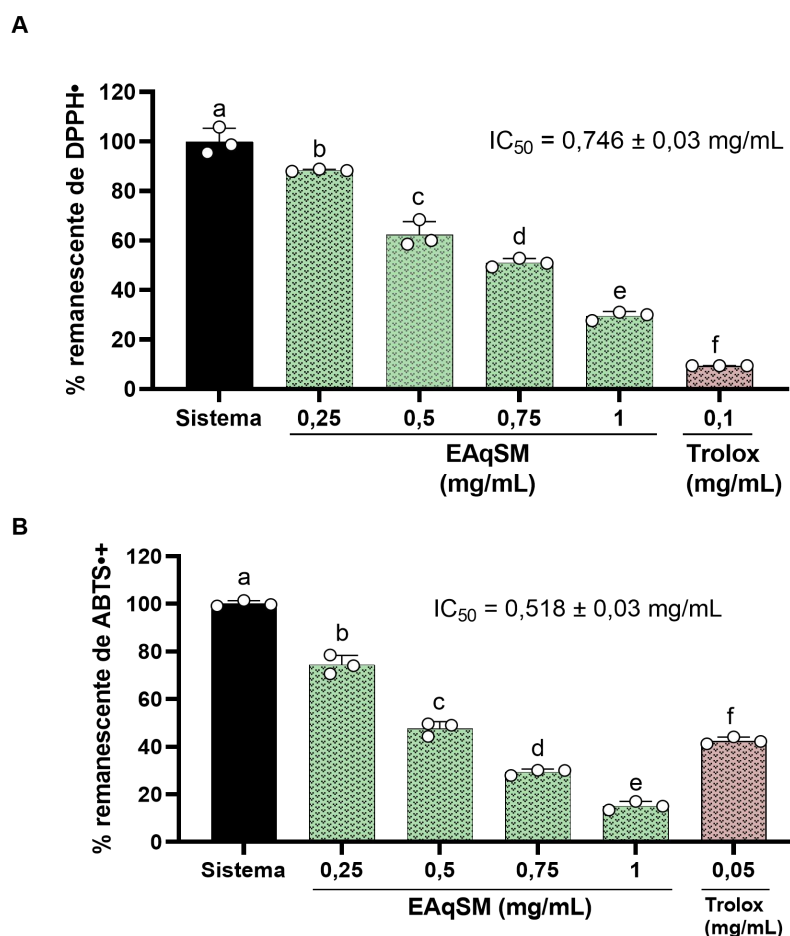 A
% remanescente de DPPH•
120
100
80
60
40
20
0
a
b
c
d
e
f
IC50 = 0,746 ± 0,03 mg/mL
Sistema
0,25
0,5
0,75
1
0,1
EAqSM
(mg/mL)
Trolox
(mg/mL)
B
% remanescente de ABTS•+
120
100
80
60
40
20
0
a
b
c
d
e
f
IC50 = 0,518 ± 0,03 mg/mL
Sistema
0,25
0,5
0,75
1
0,05
EAqSM (mg/mL)
Trolox
(mg/mL)